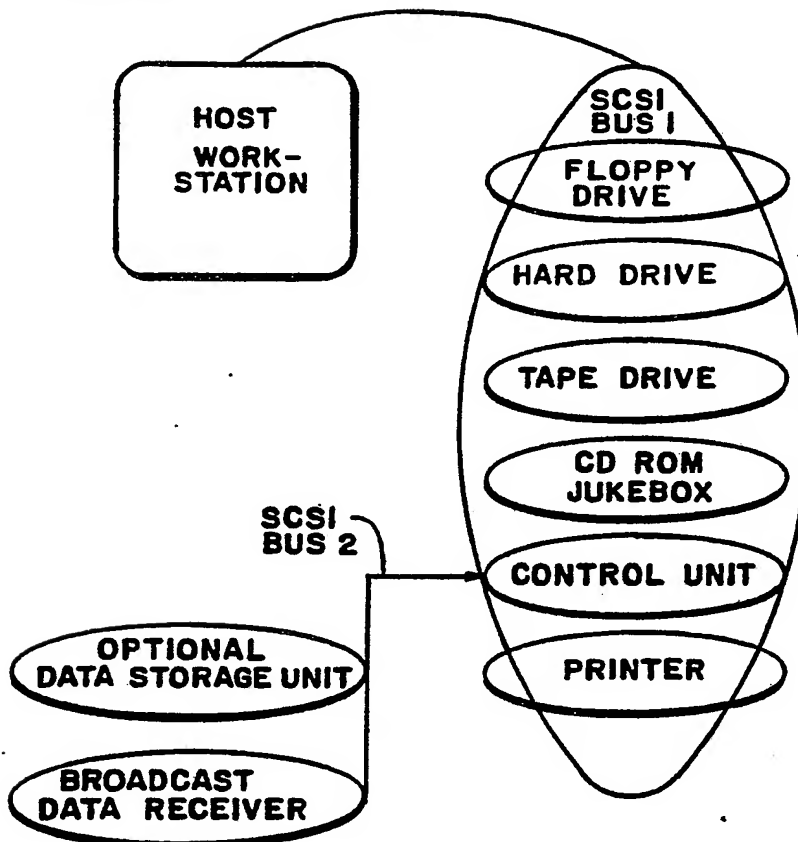 HOST
WORK-
STATION
SCSI
BUS 1
FLOPPY
DRIVE
HARD DRIVE
TAPE DRIVE
CD ROM
JUKEBOX
SCSI
BUS 2
CONTROL UNIT
OPTIONAL
DATA STORAGE UNIT
PRINTER
BROADCAST
DATA RECEIVER